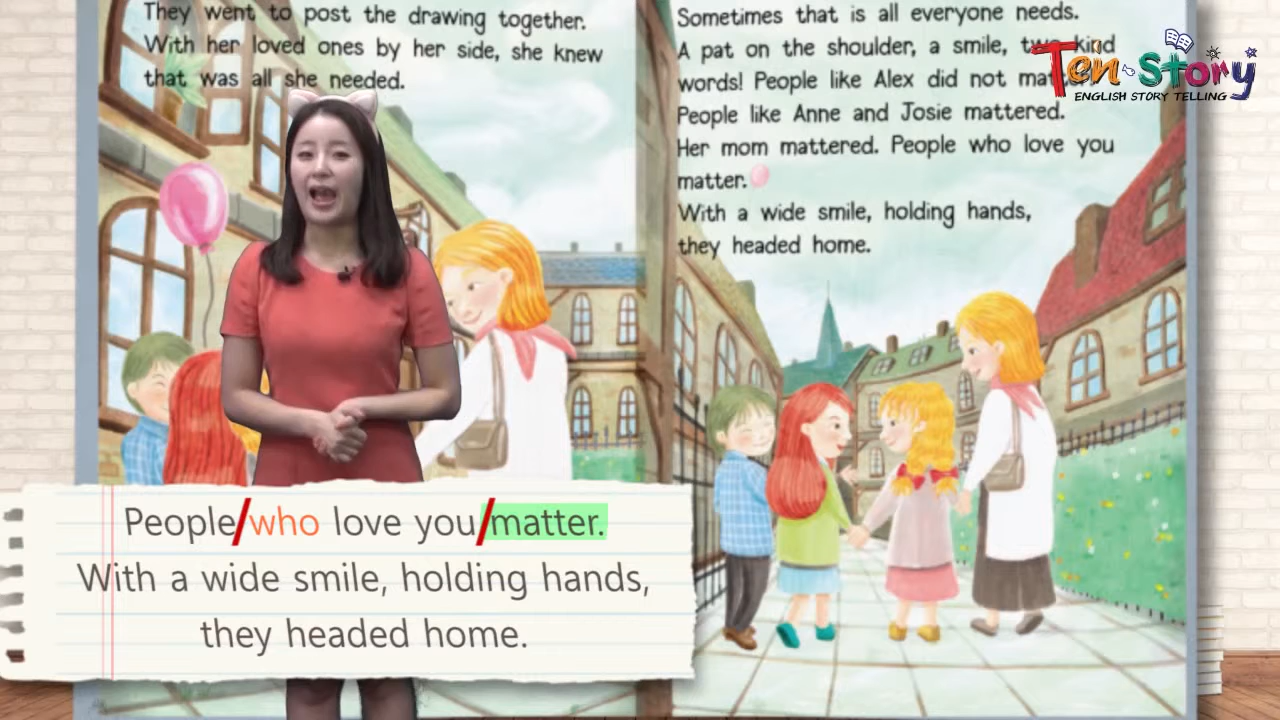 They went to post the drawing together.
With her loved ones by her side, she knew
that was all she needed.
Sometimes that is all everyone needs.
A pat on the shoulder, a smile, two kind
words! People like Alex did not
People like Anne and Josie mattered.
Her mom mattered. People who love you
matter.
With a wide smile, holding hands,
they headed home.
Ten Story
ENGLISH STORY TELLING
People/who love you/matter.
With a wide smile, holding hands,
they headed home.